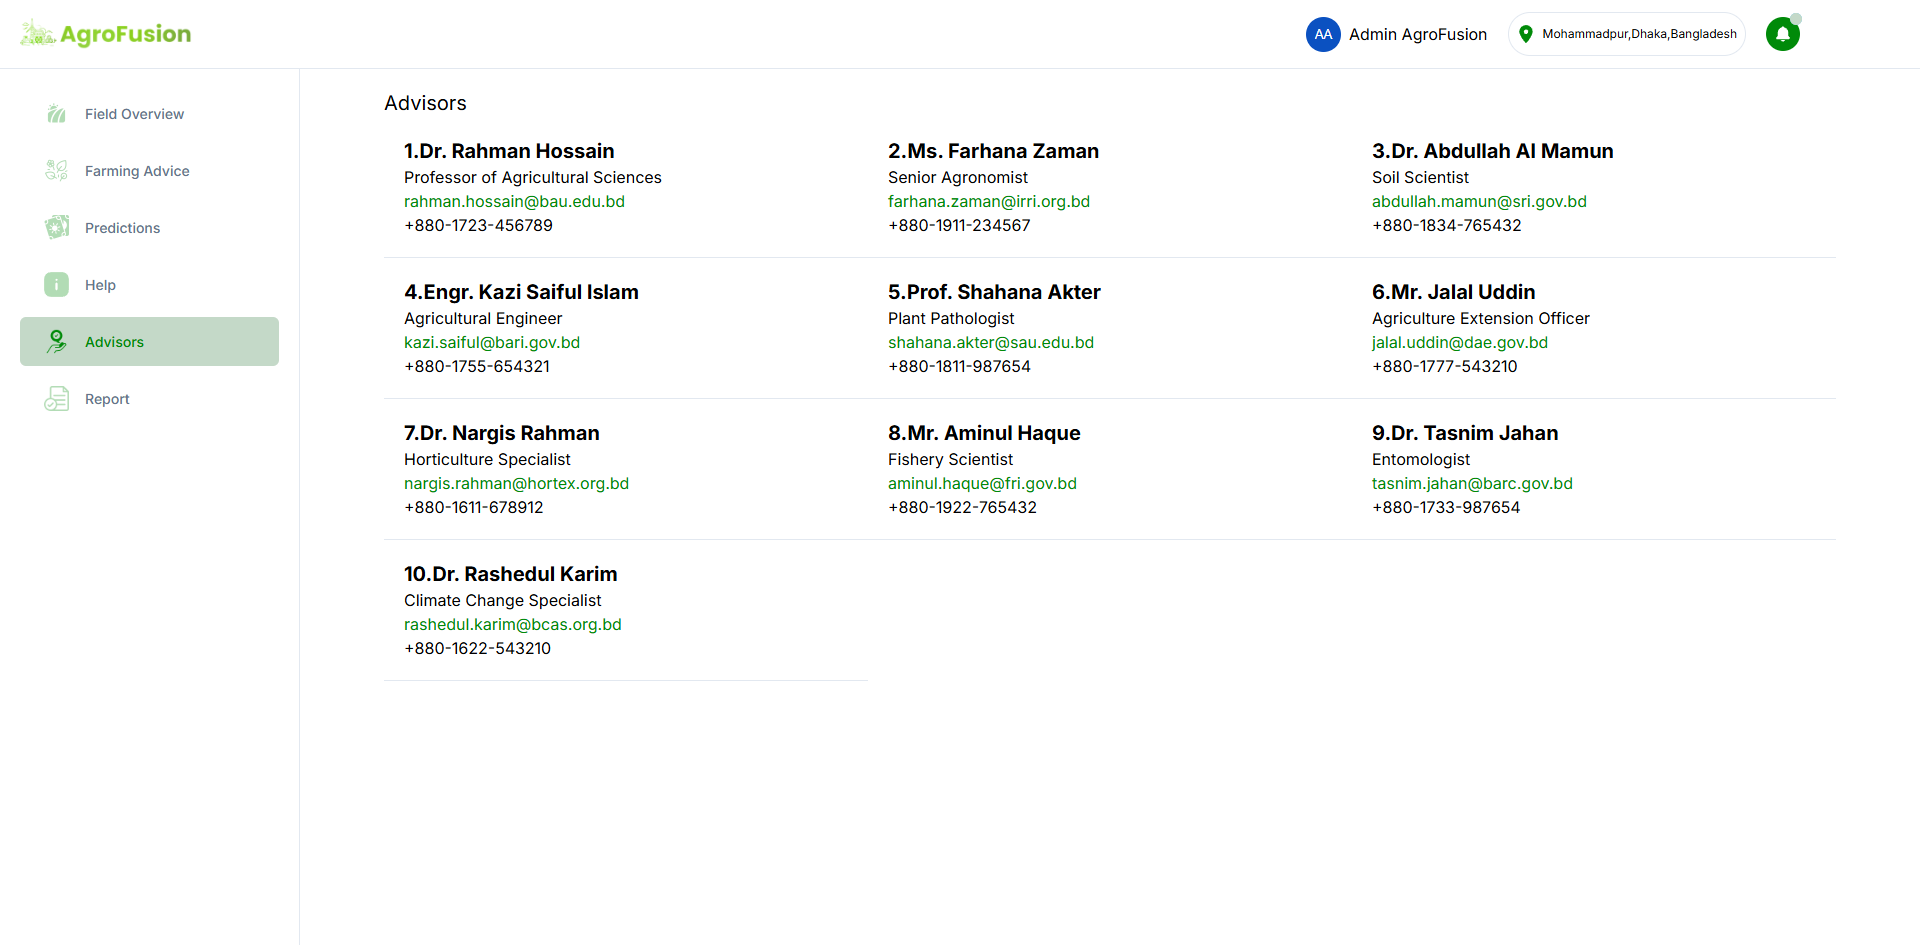 AgroFusion
AA
Admin AgroFusion
Mohammadpur,Dhaka,Bangladesh
Field Overview
Farming Advice
Predictions
Help
Advisors
Report
Advisors
1.Dr. Rahman Hossain
Professor of Agricultural Sciences
rahman.hossain@bau.edu.bd
+880-1723-456789
2.Ms. Farhana Zaman
Senior Agronomist
farhana.zaman@irri.org.bd
+880-1911-234567
3.Dr. Abdullah Al Mamun
Soil Scientist
abdullah.mamun@sri.gov.bd
+880-1834-765432
4.Engr. Kazi Saiful Islam
Agricultural Engineer
kazi.saiful@bari.gov.bd
+880-1755-654321
5.Prof. Shahana Akter
Plant Pathologist
shahana.akter@sau.edu.bd
+880-1811-987654
6.Mr. Jalal Uddin
Agriculture Extension Officer
jalal.uddin@dae.gov.bd
+880-1777-543210
7.Dr. Nargis Rahman
Horticulture Specialist
nargis.rahman@hortex.org.bd
+880-1611-678912
8.Mr. Aminul Haque
Fishery Scientist
aminul.haque@fri.gov.bd
+880-1922-765432
9.Dr. Tasnim Jahan
Entomologist
tasnim.jahan@barc.gov.bd
+880-1733-987654
10.Dr. Rashedul Karim
Climate Change Specialist
rashedul.karim@bcas.org.bd
+880-1622-543210